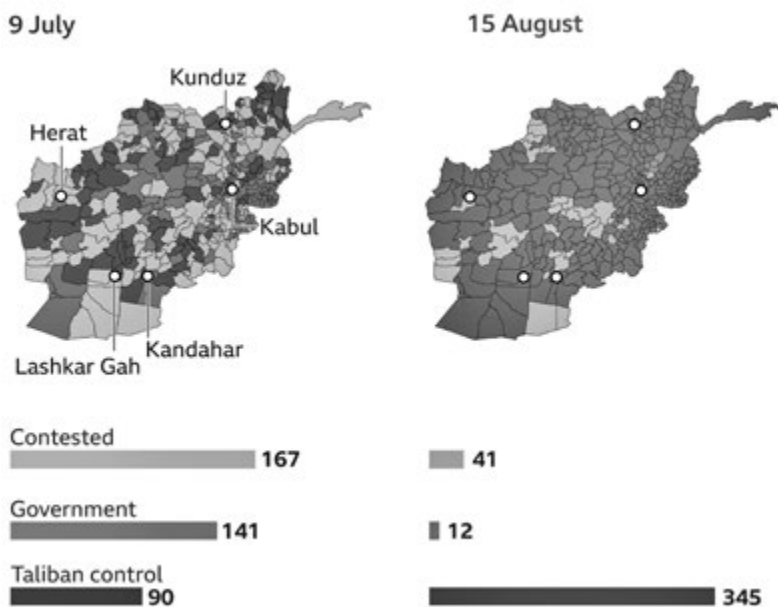 9 July
15 August
Kunduz
Herat
Kabul
Kandahar
Lashkar Gah
Contested
167
41
Government
141
12
Taliban control
90
345